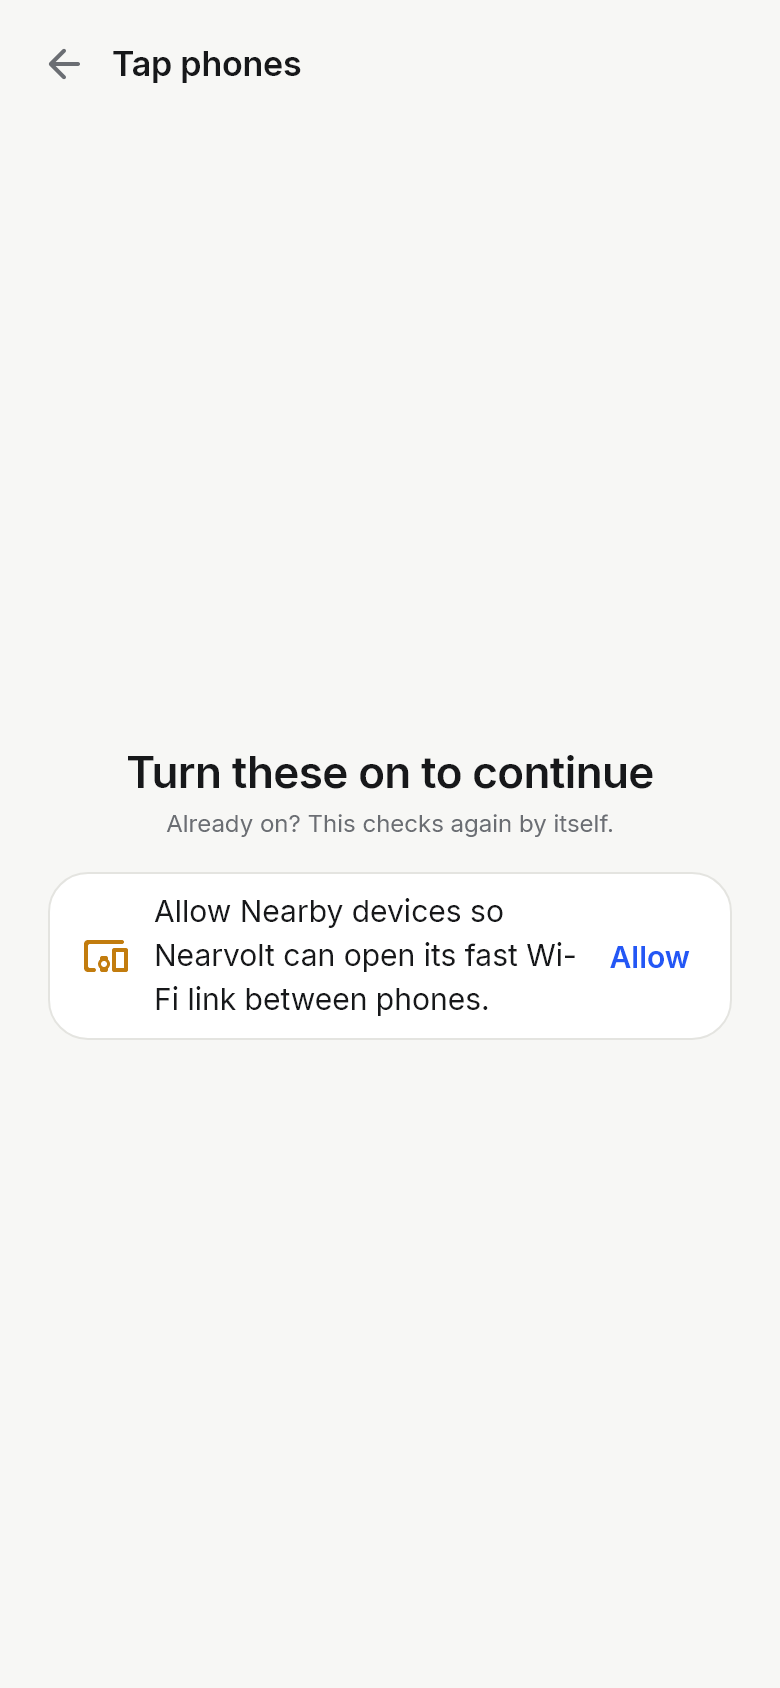 Tap phones
Turn these on to continue
Already on? This checks again by itself.
Allow Nearby devices so
Nearvolt can open its fast Wi-
Fi link between phones.
Allow